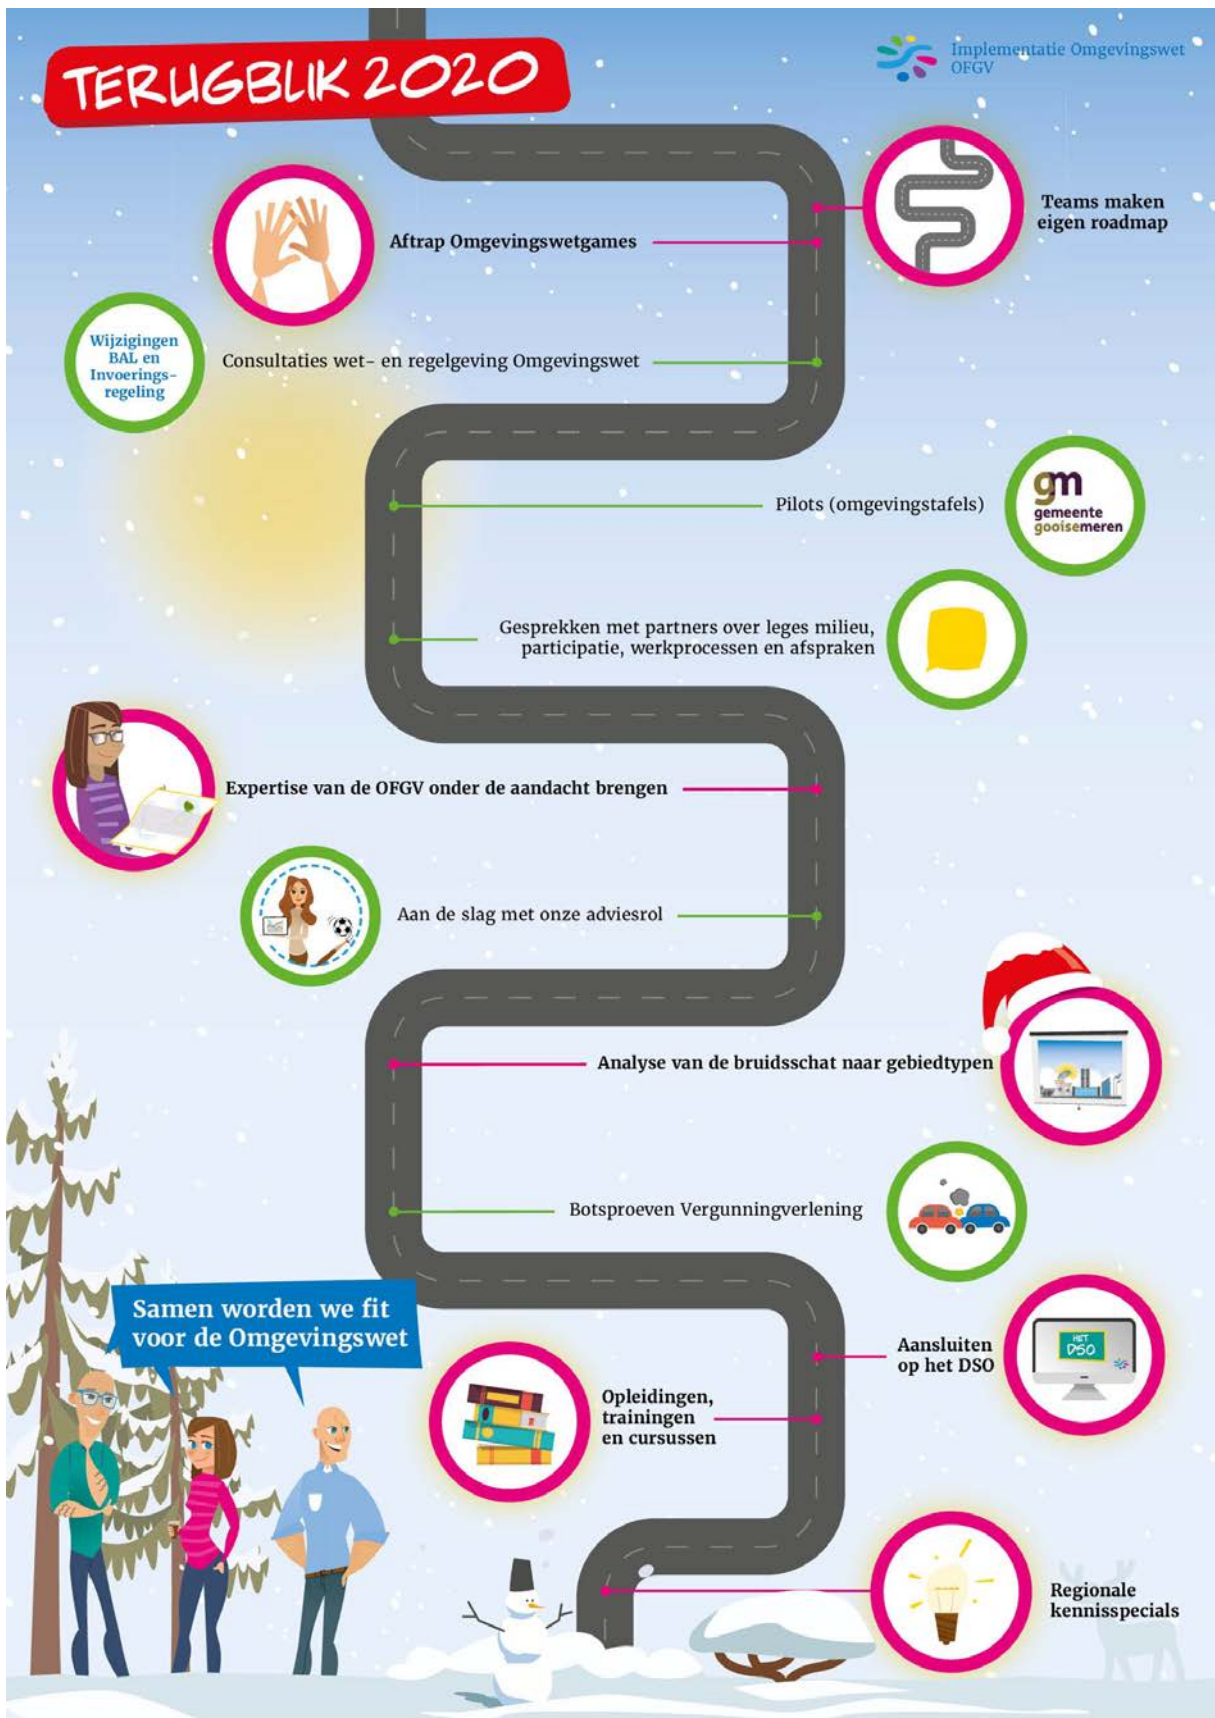 TERUGBLIK 2020
Implementatie Omgevingswet
OFGV
Teams maken
eigen roadmap
Aftrap Omgevingswetgames
Wijzigingen
BAL en
Invoerings-
regeling
Consultaties wet- en regelgeving Omgevingswet
Pilots (omgevingstafels)
gm
gemeente
gooisemeren
Gesprekken met partners over leges milieu,
participatie, werkprocessen en afspraken
Expertise van de OFGV onder de aandacht brengen
Aan de slag met onze adviesrol
Analyse van de bruidsschat naar gebiedtypen
Botsproeven Vergunningverlening
Samen worden we fit
voor de Omgevingswet
Aansluiten
op het DSO
HET
DSO
Opleidingen,
trainingen
en cursussen
Regionale
kennisspecials